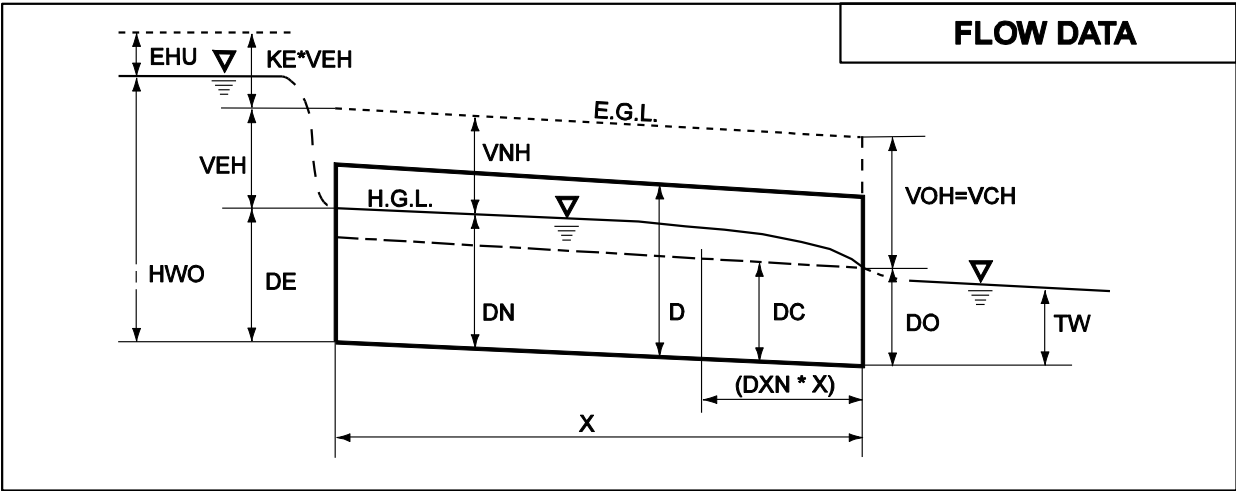 FLOW DATA
EHU
KE*VEH
E.G.L.
VNH
VEH
VOH=VCH
H.G.L.
HWO
DE
DN
D
DC
DO
TW
(DXN * X)
X